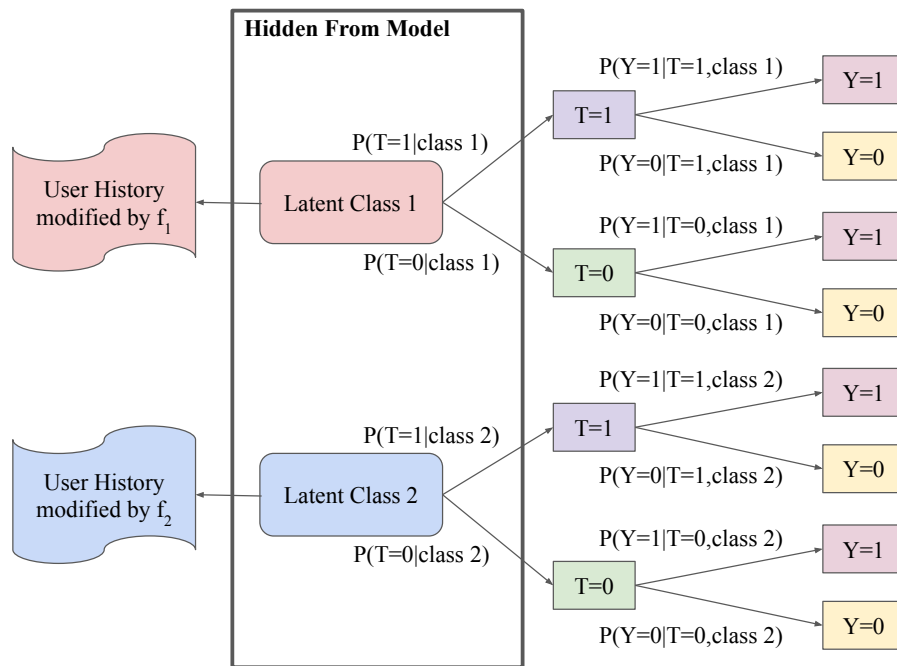 Hidden From Model
P(Y=1|T=1,class 1)
Y=1
T=1
P(T=1|class 1)
P(Y=0|T=1,class 1)
Y=0
User History
modified by f₁
Latent Class 1
P(Y=1|T=0,class 1)
Y=1
P(T=0|class 1)
T=0
P(Y=0|T=0,class 1)
Y=0
P(Y=1|T=1,class 2)
Y=1
T=1
P(T=1|class 2)
P(Y=0|T=1,class 2)
Y=0
User History
modified by f₂
Latent Class 2
P(Y=1|T=0,class 2)
Y=1
P(T=0|class 2)
T=0
P(Y=0|T=0,class 2)
Y=0